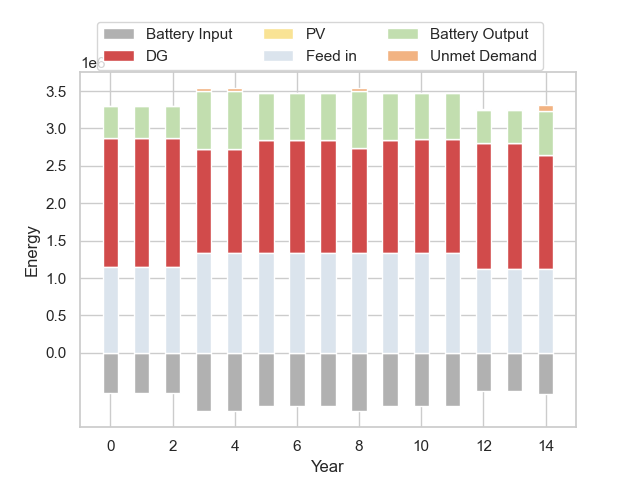 Battery Input PV Battery Output
DG Feed in Unmet Demand
1e6
3.5
3.0
2.5
2.0
1.5
1.0
0.5
0.0
Energy
0 2 4 6 8 10 12 14
Year